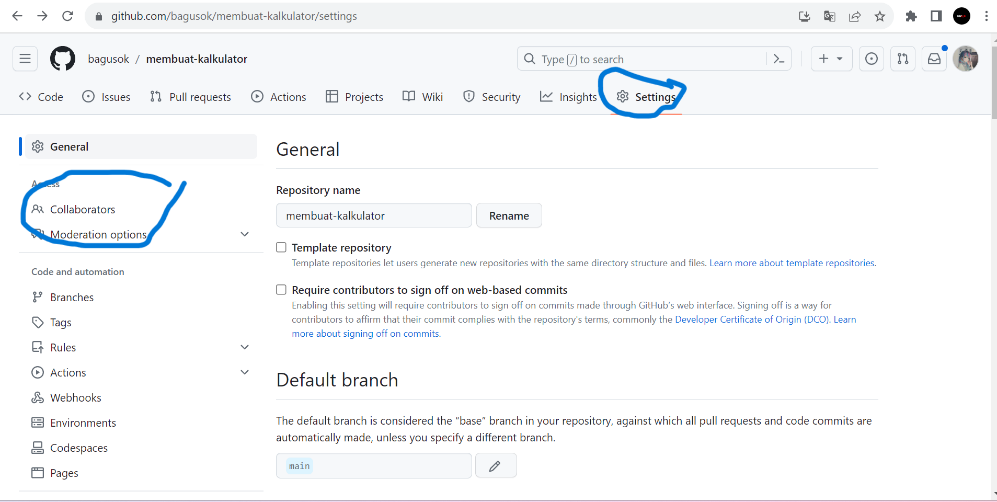 github.com/bagusok/membuat-kalkulator/settings
bagusok / membuat-kalkulator
Type / to search
Code Issues Pull requests Actions Projects Wiki Security Insights Settings
General
Access
Collaborators
Moderation options
Code and automation
Branches
Tags
Rules
Actions
Webhooks
Environments
Codespaces
Pages
General
Repository name
membuat-kalkulator Rename
Template repository
Template repositories let users generate new repositories with the same directory structure and files. Learn more about template repositories.
Require contributors to sign off on web-based commits
Enabling this setting will require contributors to sign off on commits made through GitHub's web interface. Signing off is a way for
contributors to affirm that their commit complies with the repository's terms, commonly the Developer Certificate of Origin (DCO). Learn
more about signing off on commits.
Default branch
The default branch is considered the "base" branch in your repository, against which all pull requests and code commits are
automatically made, unless you specify a different branch.
main